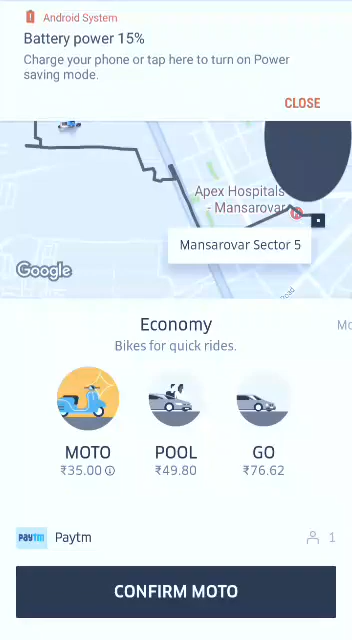 Android System
Battery power 15%
Charge your phone or tap here to turn on Power
saving mode.
CLOSE
Apex Hospitals
- Mansarovar
Mansarovar Sector 5
Google
Road
Economy
Mo
Bikes for quick rides.
MOTO
POOL
GO
₹35.00
₹49.80
₹76.62
paytm
Paytm
1
CONFIRM MOTO